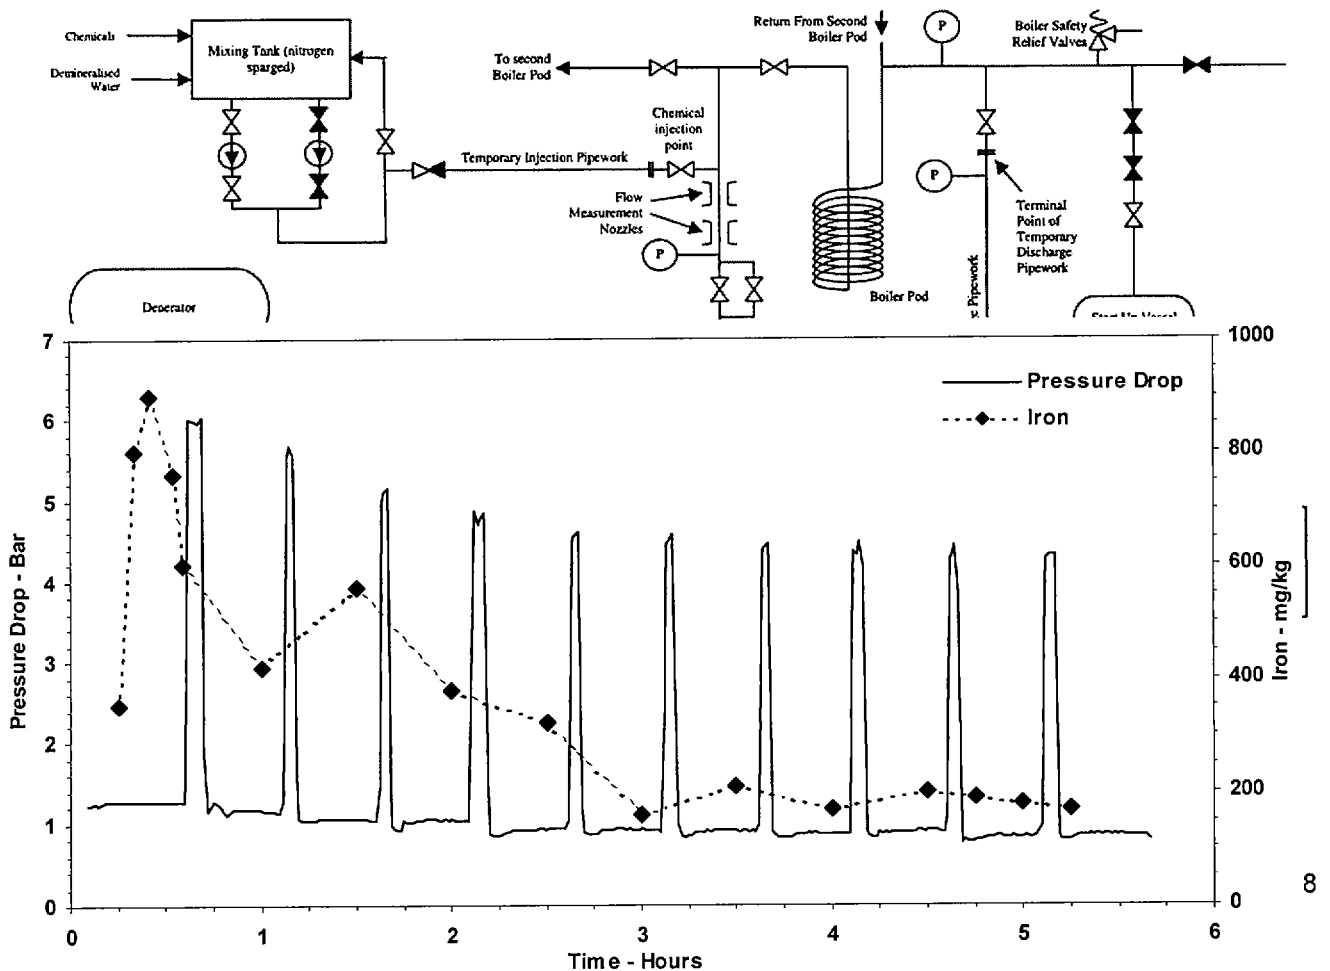 Chemicals
Demineralised
Water
Mixing Tank (nitrogen
sparged)
To second
Boiler Pod
Return From Second
Boiler Pod
P
Boiler Safety
Relief Valves
Chemical
injection
point
Temporary Injection Pipework
Flow
Measurement
Nozzles
P
P
Terminal
Point of
Temporary
Discharge
Pipework
Pipework
Boiler Pod
Deaerator
Start Up Vessel
7
6
5
4
3
2
1
0
Pressure Drop - Bar
Pressure Drop
Iron
1000
800
600
400
200
0
Iron - mg/kg
0
1
2
3
4
5
6
Time - Hours
8